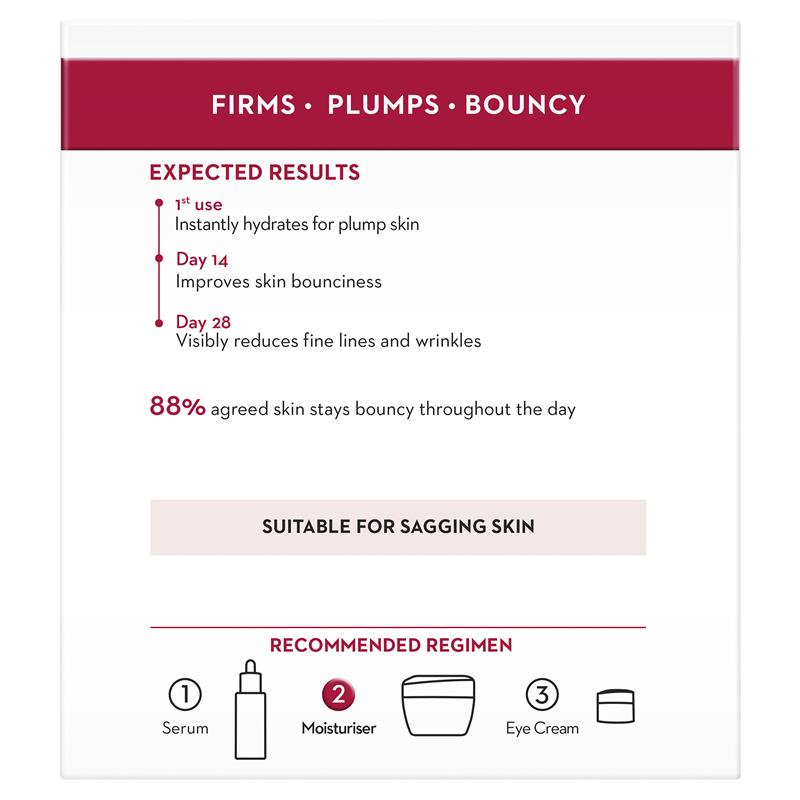 FIRMS • PLUMPS • BOUNCY
EXPECTED RESULTS
1st use
Instantly hydrates for plump skin
Day 14
Improves skin bounciness
Day 28
Visibly reduces fine lines and wrinkles
88% agreed skin stays bouncy throughout the day
SUITABLE FOR SAGGING SKIN
RECOMMENDED REGIMEN
1 2 3
Serum Moisturiser Eye Cream